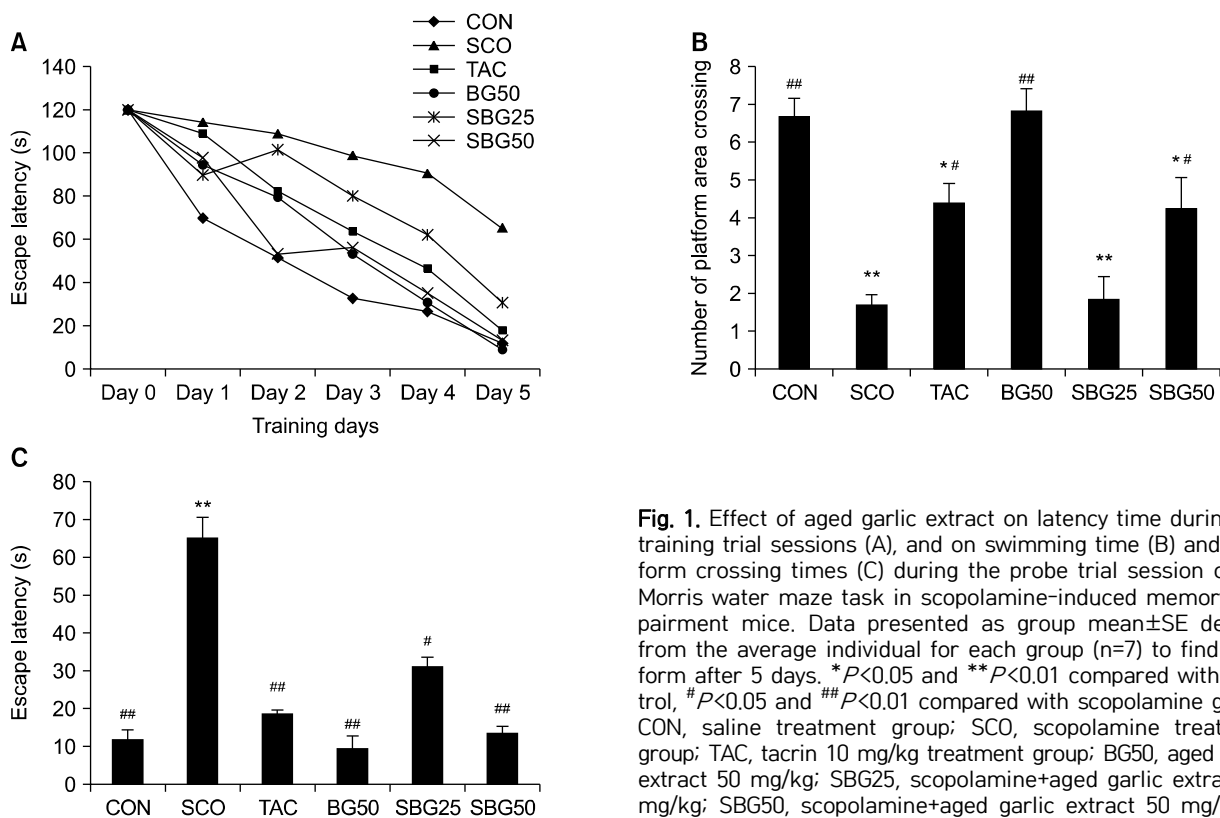 A
CON
SCO
TAC
BG50
SBG25
SBG50
140
120
100
80
60
40
20
0
Escape latency (s)
Day 0 Day 1 Day 2 Day 3 Day 4 Day 5
Training days
B
8
7
6
5
4
3
2
1
0
Number of platform area crossing
##
**
* #
##
**
* #
CON SCO TAC BG50 SBG25 SBG50
C
80
70
60
50
40
30
20
10
0
Escape latency (s)
##
**
##
##
#
##
CON SCO TAC BG50 SBG25 SBG50
Fig. 1. Effect of aged garlic extract on latency time durin
training trial sessions (A), and on swimming time (B) and
form crossing times (C) during the probe trial session o
Morris water maze task in scopolamine-induced memor
pairment mice. Data presented as group mean±SE de
from the average individual for each group (n=7) to find
form after 5 days. *P<0.05 and **P<0.01 compared with
trol, #P<0.05 and ##P<0.01 compared with scopolamine g
CON, saline treatment group; SCO, scopolamine treat
group; TAC, tacrin 10 mg/kg treatment group; BG50, aged
extract 50 mg/kg; SBG25, scopolamine+aged garlic extra
mg/kg; SBG50, scopolamine+aged garlic extract 50 mg/